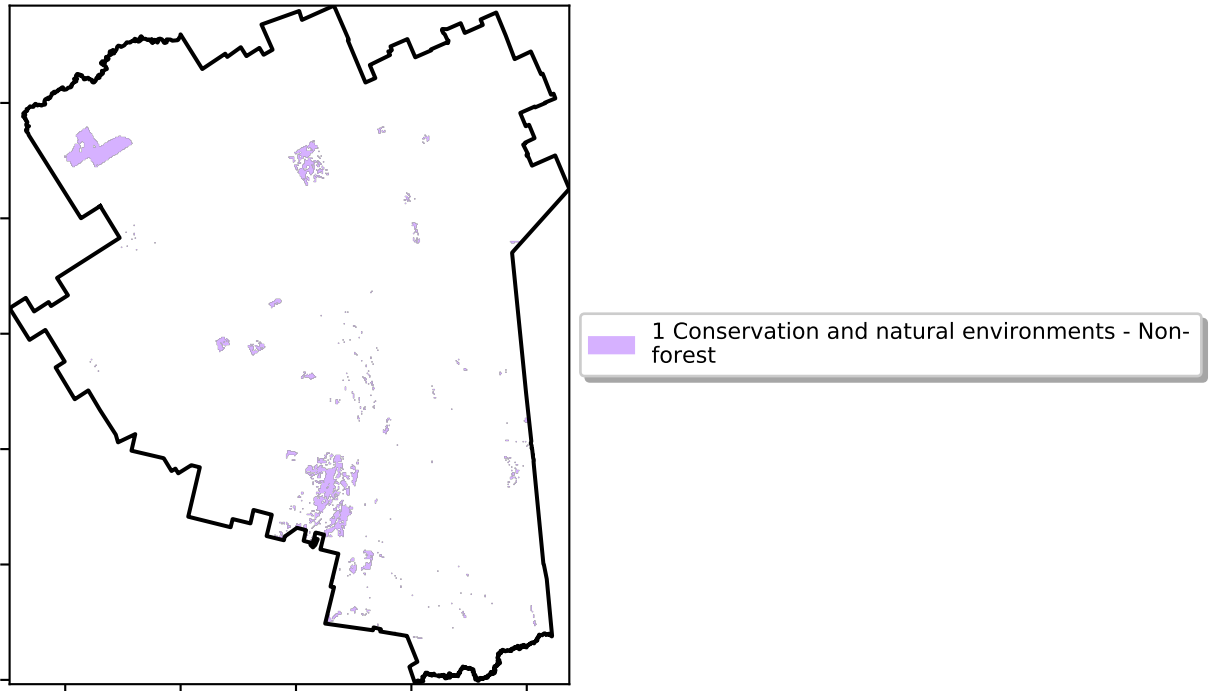 1 Conservation and natural environments - Non-
forest